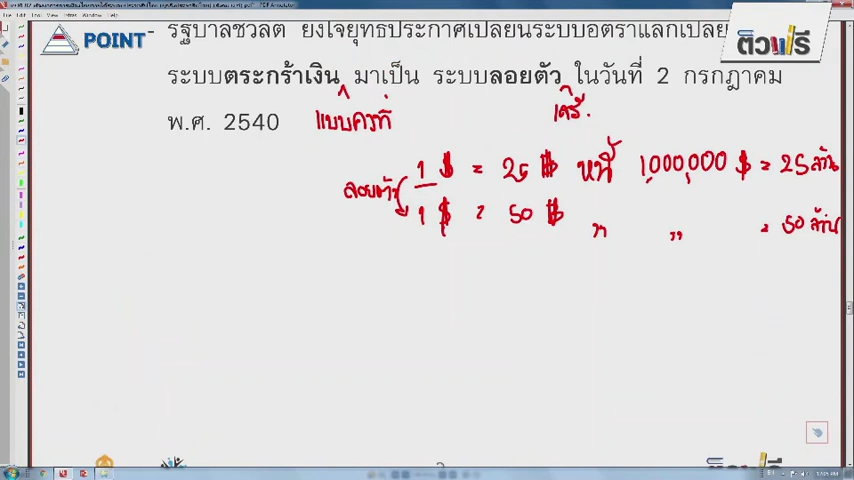 POINT
- รัฐบาลชวลิต ยงใจยุทธประกาศเปลี่ยนระบบอัตราแลกเปลี่ย
ติวฟรี
ระบบตระกร้าเงิน มาเป็น ระบบลอยตัว ในวันที่ 2 กรกฎาคม
พ.ศ. 2540
แบบคงที่
เสรี.
1 $ = 25 ฿ หนี้ 1,000,000 $ = 25 ล้าน
ลอยตัว
1 $ = 50 ฿ " " = 50 ล้าน